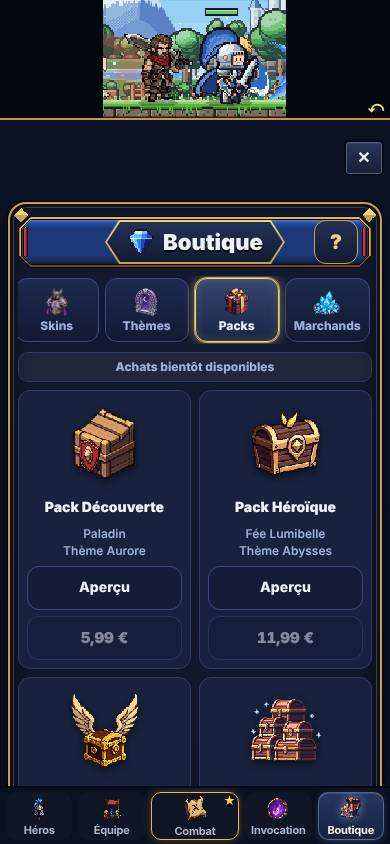 ×
Boutique
?
Skins
Thèmes
Packs
Marchands
Achats bientôt disponibles
Pack Découverte
Pack Héroïque
Paladin
Thème Aurore
Fée Lumibelle
Thème Abysses
Aperçu
Aperçu
5,99 €
11,99 €
Héros
Équipe
Combat
Invocation
Boutique